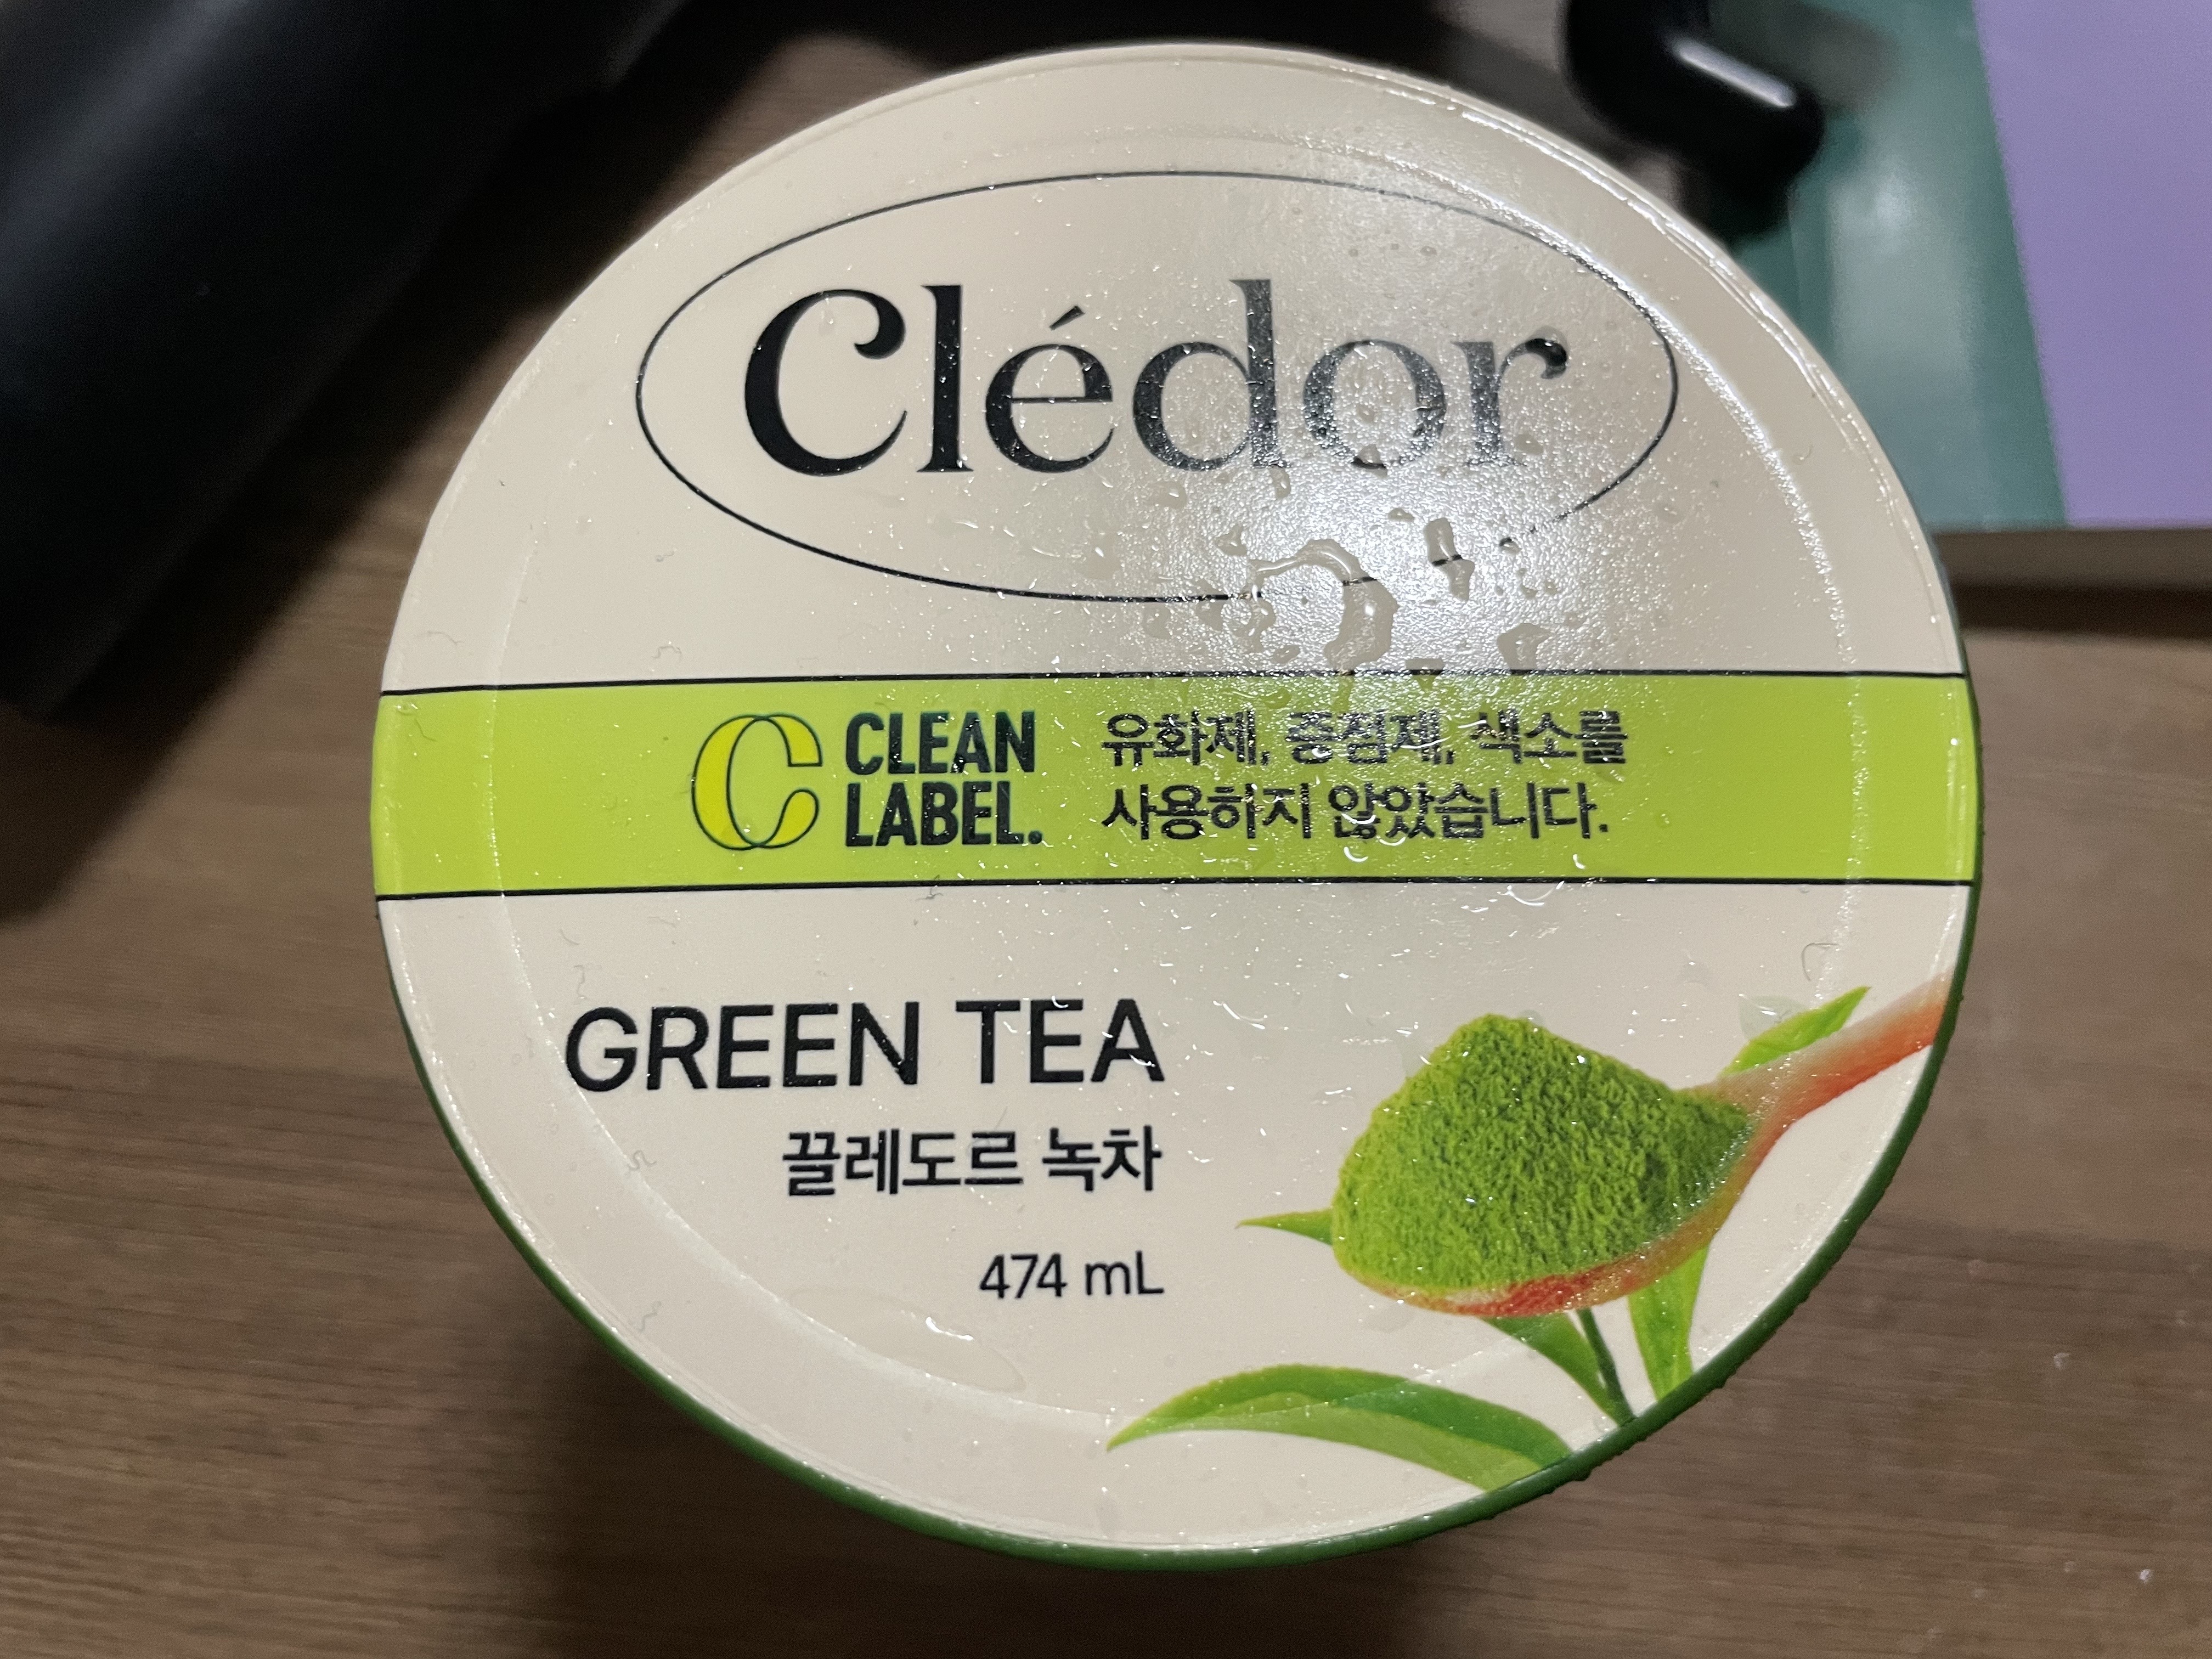 Clédor
CLEAN
LABEL.
유화제, 증점제, 색소를
사용하지 않았습니다.
GREEN TEA
끌레도르 녹차
474 mL